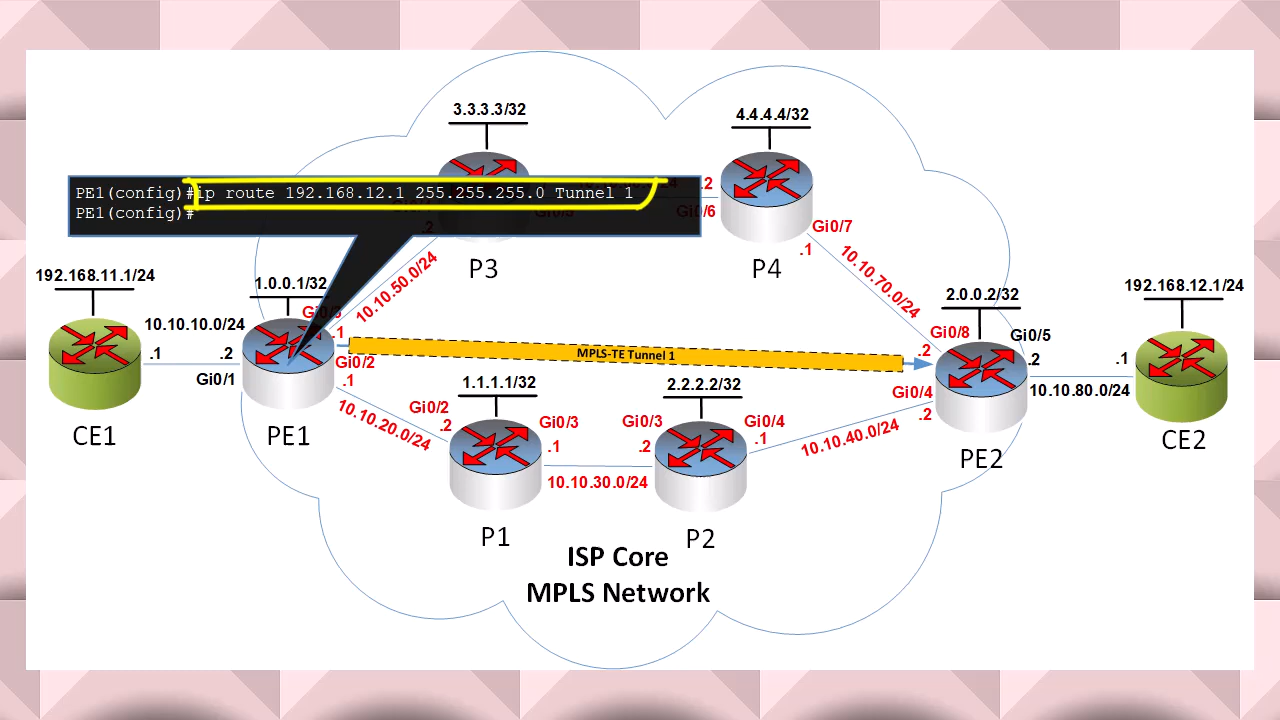 3.3.3.3/32
4.4.4.4/32
PE1(config)#ip route 192.168.12.1 255.255.255.0 Tunnel 1
PE1(config)#
.2
Gi0/6
.2
Gi0/7
.1
P3
P4
10.10.50.0/24
10.10.70.0/24
192.168.11.1/24
1.0.0.1/32
2.0.0.2/32
192.168.12.1/24
10.10.10.0/24
.1
.2
Gi0/1
.1
Gi0/2
.1
MPLS-TE Tunnel 1
Gi0/8
.2
Gi0/5
.2
.1
10.10.80.0/24
Gi0/4
.2
CE1
PE1
PE2
CE2
10.10.20.0/24
1.1.1.1/32
2.2.2.2/32
Gi0/2
.2
Gi0/3
.1
Gi0/3
.2
Gi0/4
.1
10.10.30.0/24
10.10.40.0/24
P1
P2
ISP Core
MPLS Network